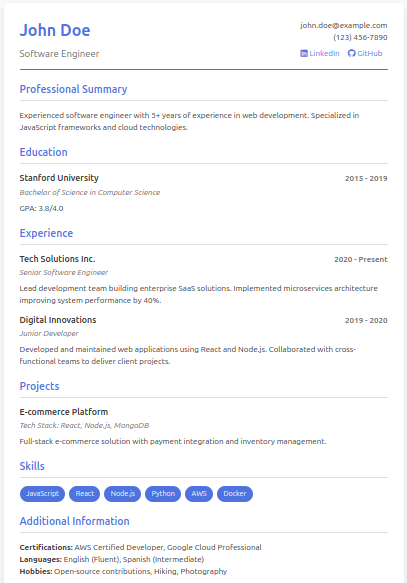 John Doe
john.doe@example.com
(123) 456-7890
Software Engineer
LinkedIn GitHub
Professional Summary
Experienced software engineer with 5+ years of experience in web development. Specialized in
JavaScript frameworks and cloud technologies.
Education
Stanford University 2015 - 2019
Bachelor of Science in Computer Science
GPA: 3.8/4.0
Experience
Tech Solutions Inc. 2020 - Present
Senior Software Engineer
Lead development team building enterprise SaaS solutions. Implemented microservices architecture
improving system performance by 40%.
Digital Innovations 2019 - 2020
Junior Developer
Developed and maintained web applications using React and Node.js. Collaborated with cross-
functional teams to deliver client projects.
Projects
E-commerce Platform
Tech Stack: React, Node.js, MongoDB
Full-stack e-commerce solution with payment integration and inventory management.
Skills
JavaScript React Node.js Python AWS Docker
Additional Information
Certifications: AWS Certified Developer, Google Cloud Professional
Languages: English (Fluent), Spanish (Intermediate)
Hobbies: Open-source contributions, Hiking, Photography